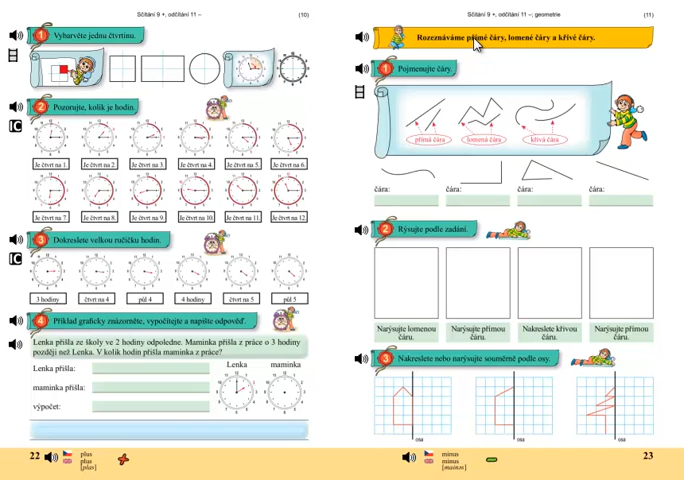 Sčítání 9 +, odčítání 11 –
(10)
1 Vybarvěte jednu čtvrtinu.
2 Pozorujte, kolik je hodin.
Je čtvrt na 1. Je čtvrt na 2. Je čtvrt na 3. Je čtvrt na 4. Je čtvrt na 5. Je čtvrt na 6.
Je čtvrt na 7. Je čtvrt na 8. Je čtvrt na 9. Je čtvrt na 10. Je čtvrt na 11. Je čtvrt na 12.
3 Dokreslete velkou ručičku hodin.
3 hodiny čtvrt na 4 půl 4 4 hodiny čtvrt na 5 půl 5
4 Příklad graficky znázorněte, vypočítejte a napište odpověď.
Lenka přišla ze školy ve 2 hodiny odpoledne. Maminka přišla z práce o 3 hodiny
později než Lenka. V kolik hodin přišla maminka z práce?
Lenka maminka
Lenka přišla:
maminka přišla:
výpočet:
22
plus
plus
[plus]
Sčítání 9 +, odčítání 11 –; geometrie
(11)
Rozeznáváme přímé čáry, lomené čáry a křivé čáry.
1 Pojmenujte čáry.
přímá čára lomená čára křivá čára
čára: čára: čára: čára:
2 Rýsujte podle zadání.
Narýsujte lomenou Narýsujte přímou Nakreslete křivou Narýsujte přímou
čáru. čáru. čáru. čáru.
3 Nakreslete nebo narýsujte souměrně podle osy.
osa osa osa
minus
minus
23